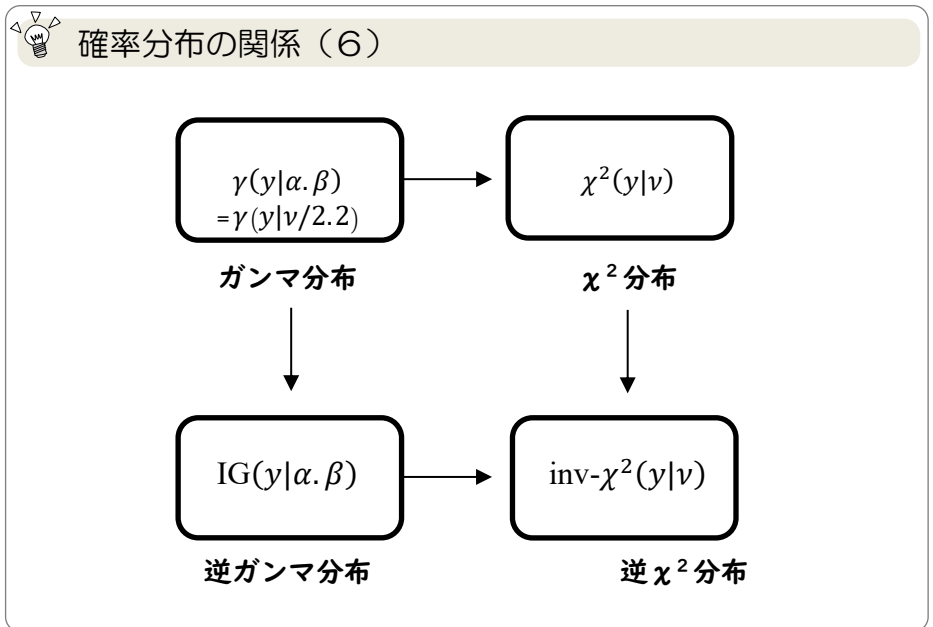 確率分布の関係（6）
γ(y|α.β)
=γ(y|ν/2.2)
χ²(y|ν)
ガンマ分布
χ²分布
IG(y|α.β)
inv-χ²(y|ν)
逆ガンマ分布
逆χ²分布